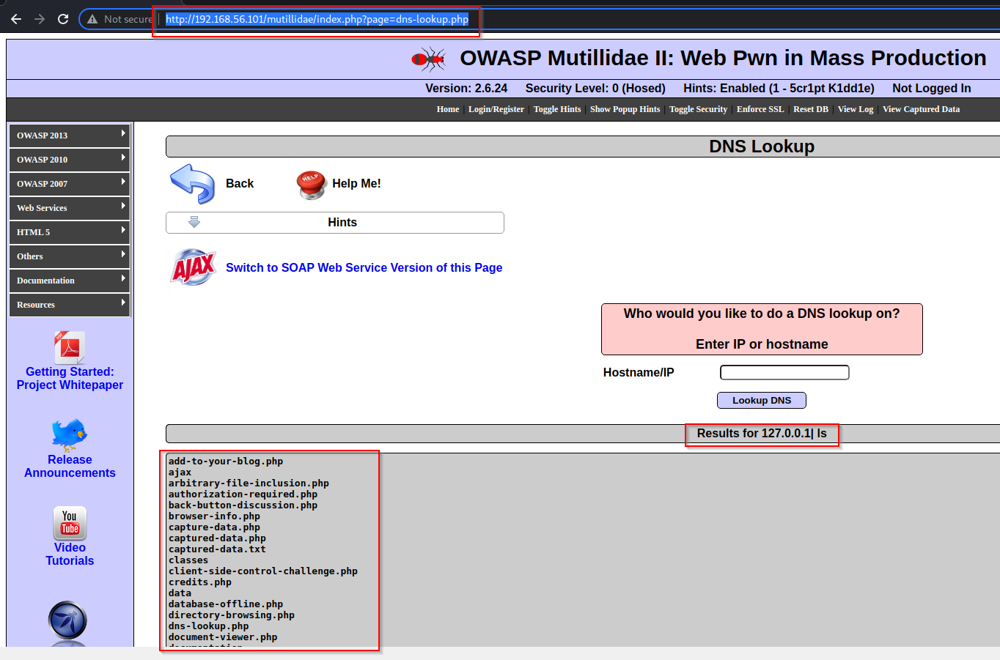 Not secure | http://192.168.56.101/mutillidae/index.php?page=dns-lookup.php
OWASP Mutillidae II: Web Pwn in Mass Production
Version: 2.6.24 Security Level: 0 (Hosed) Hints: Enabled (1 - 5cr1pt K1dd1e) Not Logged In
Home | Login/Register | Toggle Hints | Show Popup Hints | Toggle Security | Enforce SSL | Reset DB | View Log | View Captured Data
OWASP 2013
OWASP 2010
OWASP 2007
Web Services
HTML 5
Others
Documentation
Resources
PDF
Getting Started:
Project Whitepaper
Release
Announcements
You
Tube
Video
Tutorials
DNS Lookup
Back
HELP
Help Me!
Hints
AJAX
Switch to SOAP Web Service Version of this Page
Who would you like to do a DNS lookup on?
Enter IP or hostname
Hostname/IP
Lookup DNS
Results for 127.0.0.1| ls
add-to-your-blog.php
ajax
arbitrary-file-inclusion.php
authorization-required.php
back-button-discussion.php
browser-info.php
capture-data.php
captured-data.php
captured-data.txt
classes
client-side-control-challenge.php
credits.php
data
database-offline.php
directory-browsing.php
dns-lookup.php
document-viewer.php
documentation